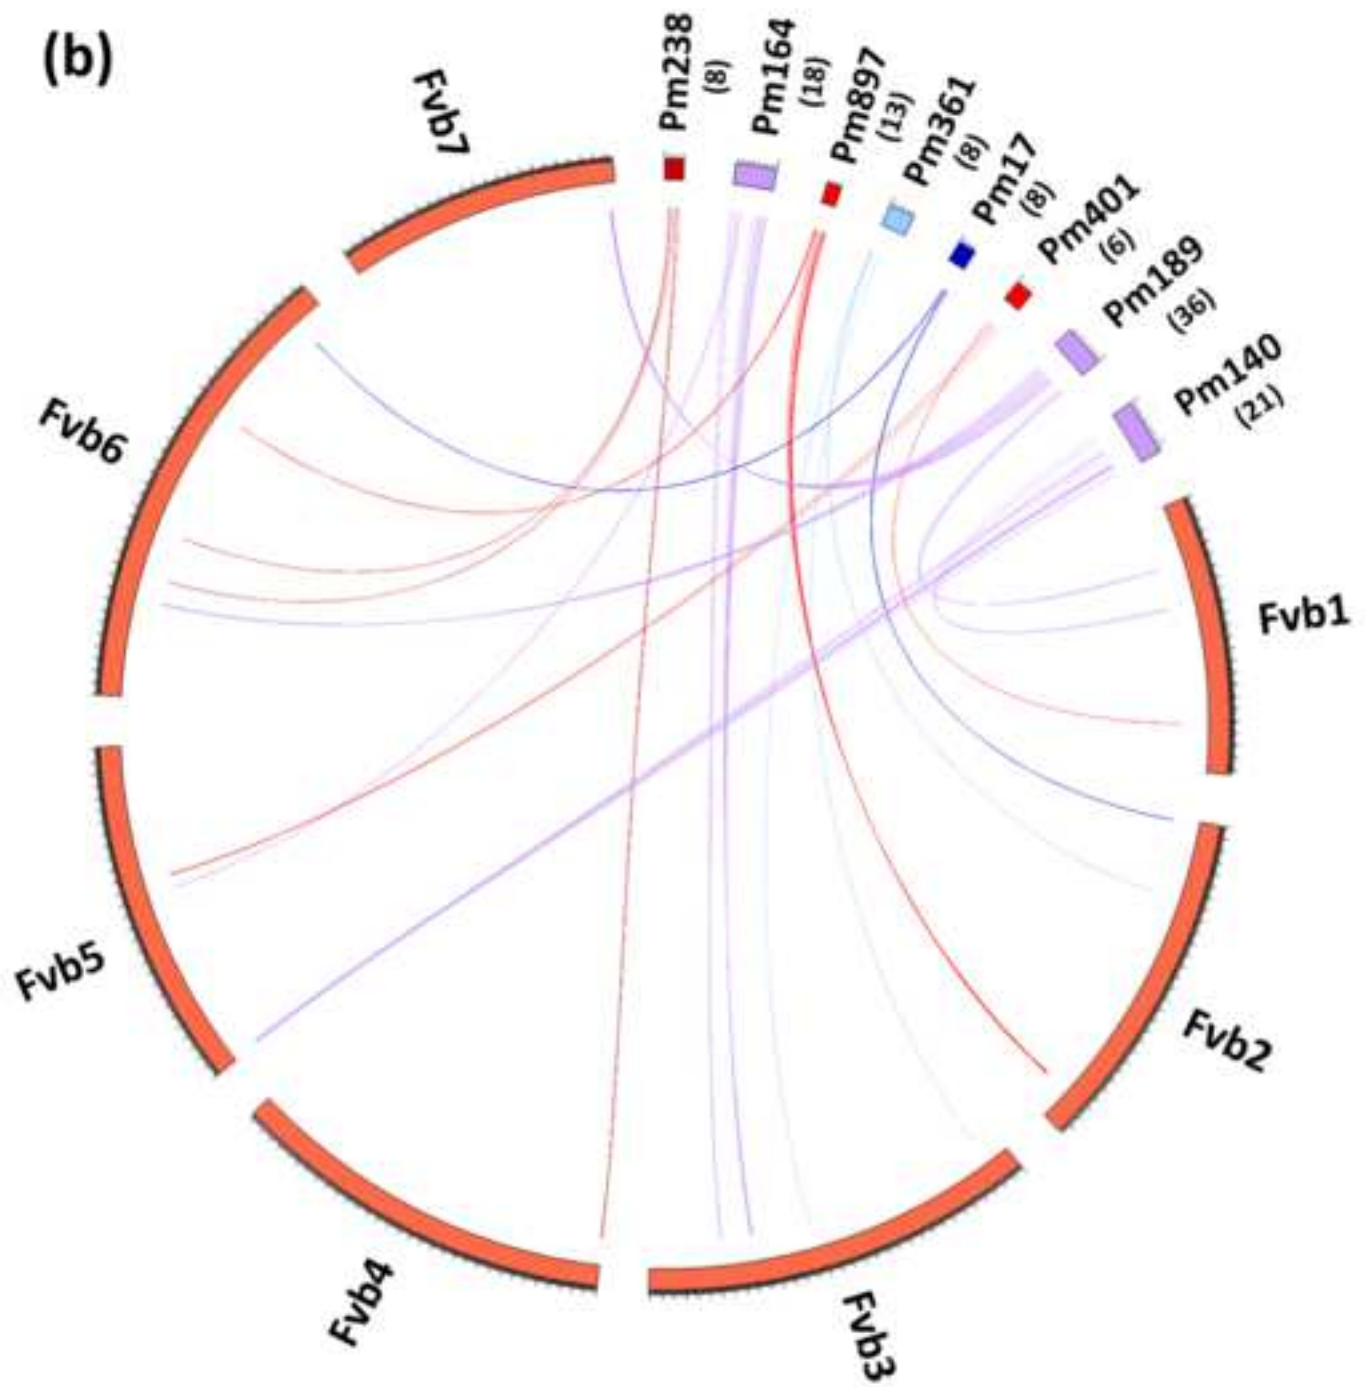 (b)
Pm238
(8)
Pm164
(18)
Pm897
(13)
Pm361
(8)
Pm17
(8)
Pm401
(6)
Pm189
(36)
Pm140
(21)
Fvb1
Fvb2
Fvb3
Fvb4
Fvb5
Fvb6
Fvb7